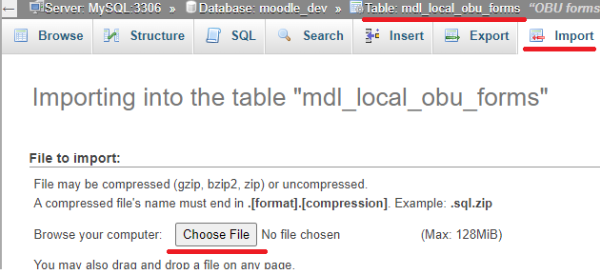 Server: MySQL:3306 » Database: moodle_dev » Table: mdl_local_obu_forms "OBU forms
Browse Structure SQL Search Insert Export Import
Importing into the table "mdl_local_obu_forms"
File to import:
File may be compressed (gzip, bzip2, zip) or uncompressed.
A compressed file's name must end in .[format].[compression]. Example: .sql.zip
Browse your computer: Choose File No file chosen (Max: 128MiB)
You may also drag and drop a file on any page.